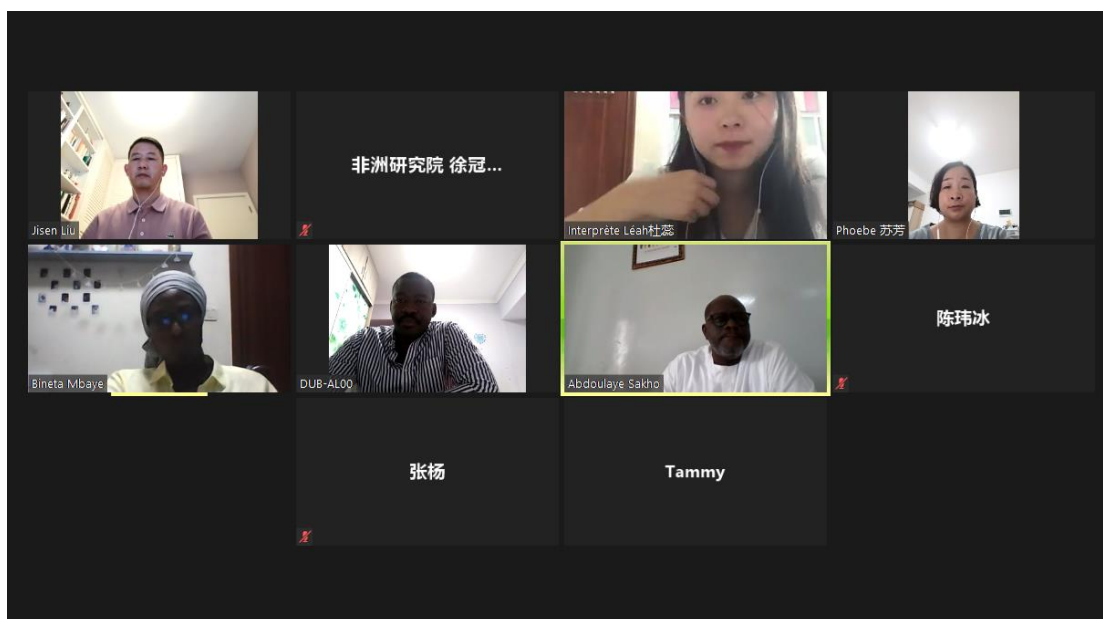 Jisen Liu
非洲研究院 徐冠...
Interprète Léah杜蕊
Phoebe 苏芳
Bineta Mbaye
DUB-AL00
Abdoulaye Sakho
陈玮冰
张杨
Tammy